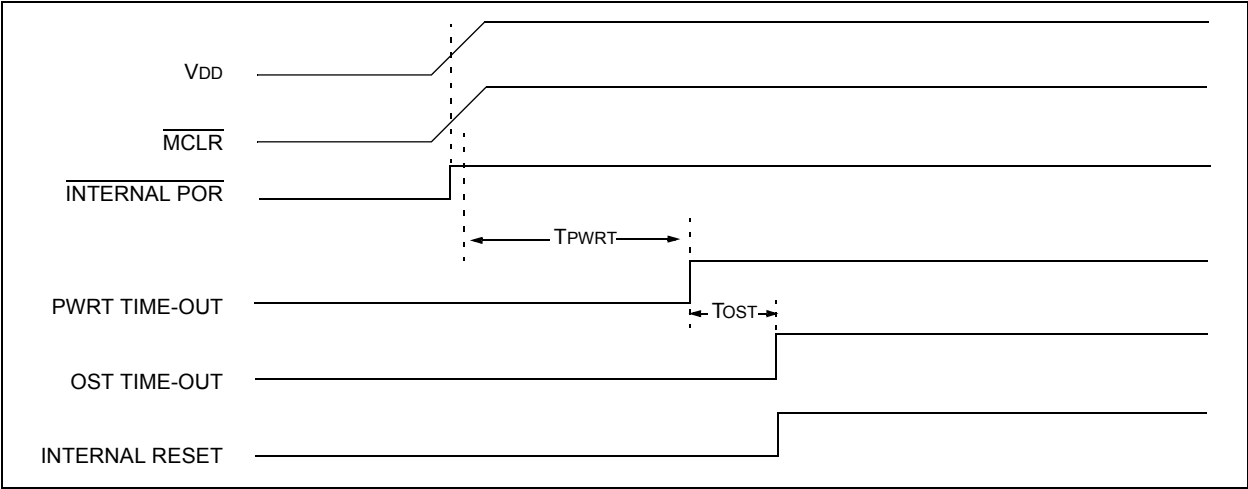 VDD
MCLR
INTERNAL POR
TPWRT
PWRT TIME-OUT
TOST
OST TIME-OUT
INTERNAL RESET